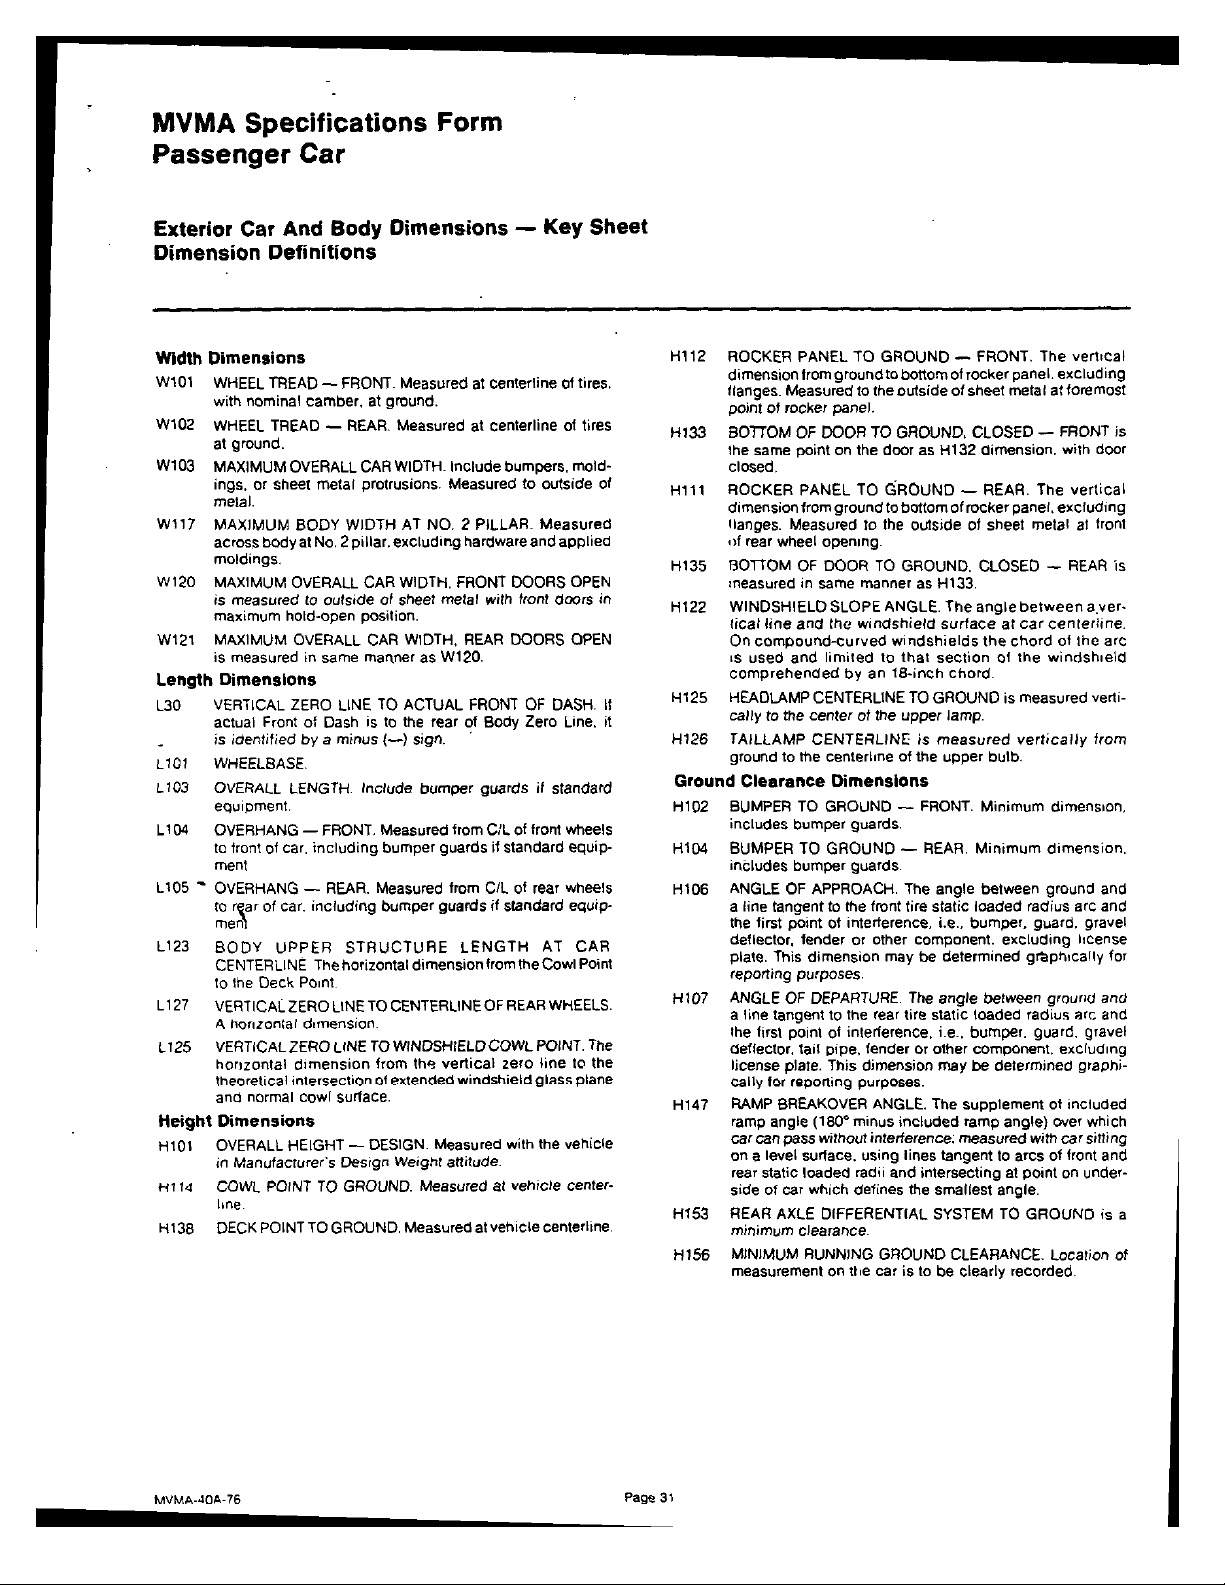 MVMA Specifications Form
Passenger Car
Exterior Car And Body Dimensions — Key Sheet
Dimension Definitions
Width Dimensions
W101 WHEEL TREAD — FRONT. Measured at centerline of tires,
with nominal camber, at ground.
W102 WHEEL TREAD — REAR. Measured at centerline of tires
at ground.
W103 MAXIMUM OVERALL CAR WIDTH. Include bumpers, mold-
ings, or sheet metal protrusions. Measured to outside of
metal.
W117 MAXIMUM BODY WIDTH AT NO. 2 PILLAR. Measured
across body at No. 2 pillar, excluding hardware and applied
moldings.
W120 MAXIMUM OVERALL CAR WIDTH, FRONT DOORS OPEN
is measured to outside of sheet metal with front doors in
maximum hold-open position.
W121 MAXIMUM OVERALL CAR WIDTH, REAR DOORS OPEN
is measured in same manner as W120.
Length Dimensions
L30 VERTICAL ZERO LINE TO ACTUAL FRONT OF DASH. If
actual Front of Dash is to the rear of Body Zero Line, it
is identified by a minus (—) sign.
L101 WHEELBASE.
L103 OVERALL LENGTH. Include bumper guards if standard
equipment.
L104 OVERHANG — FRONT. Measured from C/L of front wheels
to front of car, including bumper guards if standard equip-
ment
L105 OVERHANG — REAR. Measured from C/L of rear wheels
to rear of car, including bumper guards if standard equip-
ment
L123 BODY UPPER STRUCTURE LENGTH AT CAR
CENTERLINE The horizontal dimension from the Cowl Point
to the Deck Point.
L127 VERTICAL ZERO LINE TO CENTERLINE OF REAR WHEELS.
A horizontal dimension.
L125 VERTICAL ZERO LINE TO WINDSHIELD COWL POINT. The
horizontal dimension from the vertical zero line to the
theoretical intersection of extended windshield glass plane
and normal cowl surface.
Height Dimensions
H101 OVERALL HEIGHT — DESIGN. Measured with the vehicle
in Manufacturer's Design Weight attitude.
H114 COWL POINT TO GROUND. Measured at vehicle center-
line.
H138 DECK POINT TO GROUND. Measured at vehicle centerline.
H112 ROCKER PANEL TO GROUND — FRONT. The vertical
dimension from ground to bottom of rocker panel, excluding
flanges. Measured to the outside of sheet metal at foremost
point of rocker panel.
H133 BOTTOM OF DOOR TO GROUND, CLOSED — FRONT is
the same point on the door as H132 dimension, with door
closed.
H111 ROCKER PANEL TO GROUND — REAR. The vertical
dimension from ground to bottom of rocker panel, excluding
flanges. Measured to the outside of sheet metal at front
of rear wheel opening.
H135 BOTTOM OF DOOR TO GROUND, CLOSED — REAR is
measured in same manner as H133.
H122 WINDSHIELD SLOPE ANGLE. The angle between a ver-
tical line and the windshield surface at car centerline.
On compound-curved windshields the chord of the arc
is used and limited to that section of the windshield
comprehended by an 18-inch chord.
H125 HEADLAMP CENTERLINE TO GROUND is measured verti-
cally to the center of the upper lamp.
H126 TAILLAMP CENTERLINE is measured vertically from
ground to the centerline of the upper bulb.
Ground Clearance Dimensions
H102 BUMPER TO GROUND — FRONT. Minimum dimension,
includes bumper guards.
H104 BUMPER TO GROUND — REAR. Minimum dimension,
includes bumper guards.
H106 ANGLE OF APPROACH. The angle between ground and
a line tangent to the front tire static loaded radius arc and
the first point of interference, i.e., bumper, guard, gravel
deflector, fender or other component, excluding license
plate. This dimension may be determined graphically for
reporting purposes.
H107 ANGLE OF DEPARTURE. The angle between ground and
a line tangent to the rear tire static loaded radius arc and
the first point of interference, i.e., bumper, guard, gravel
deflector, tail pipe, fender or other component, excluding
license plate. This dimension may be determined graphi-
cally for reporting purposes.
H147 RAMP BREAKOVER ANGLE. The supplement of included
ramp angle (180° minus included ramp angle) over which
car can pass without interference; measured with car sitting
on a level surface, using lines tangent to arcs of front and
rear static loaded radii and intersecting at point on under-
side of car which defines the smallest angle.
H153 REAR AXLE DIFFERENTIAL SYSTEM TO GROUND is a
minimum clearance.
H156 MINIMUM RUNNING GROUND CLEARANCE. Location of
measurement on the car is to be clearly recorded.
MVMA-40A-76 Page 31